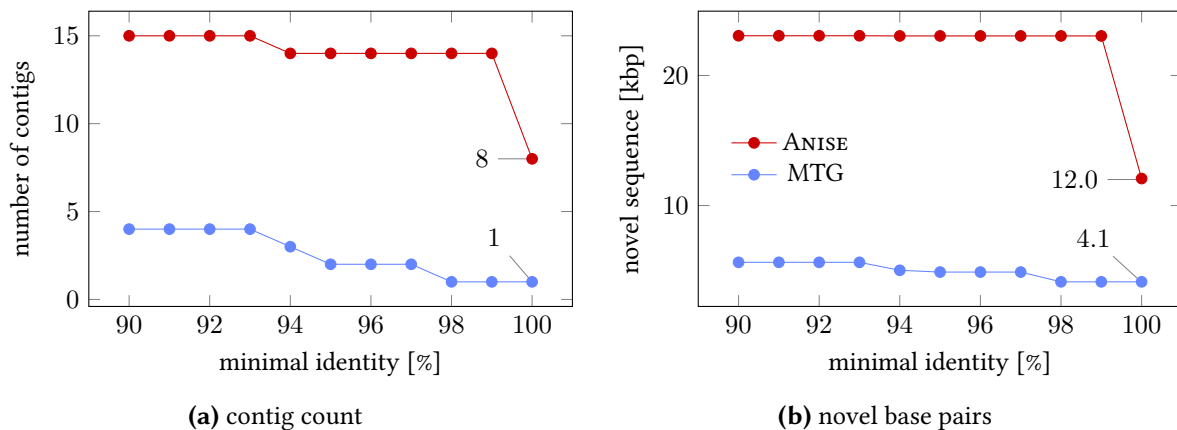 number of contigs
15
10
5
0
8
1
90 92 94 96 98 100
minimal identity [%]
(a) contig count
novel sequence [kbp]
20
10
Anise
MTG
12.0
4.1
90 92 94 96 98 100
minimal identity [%]
(b) novel base pairs